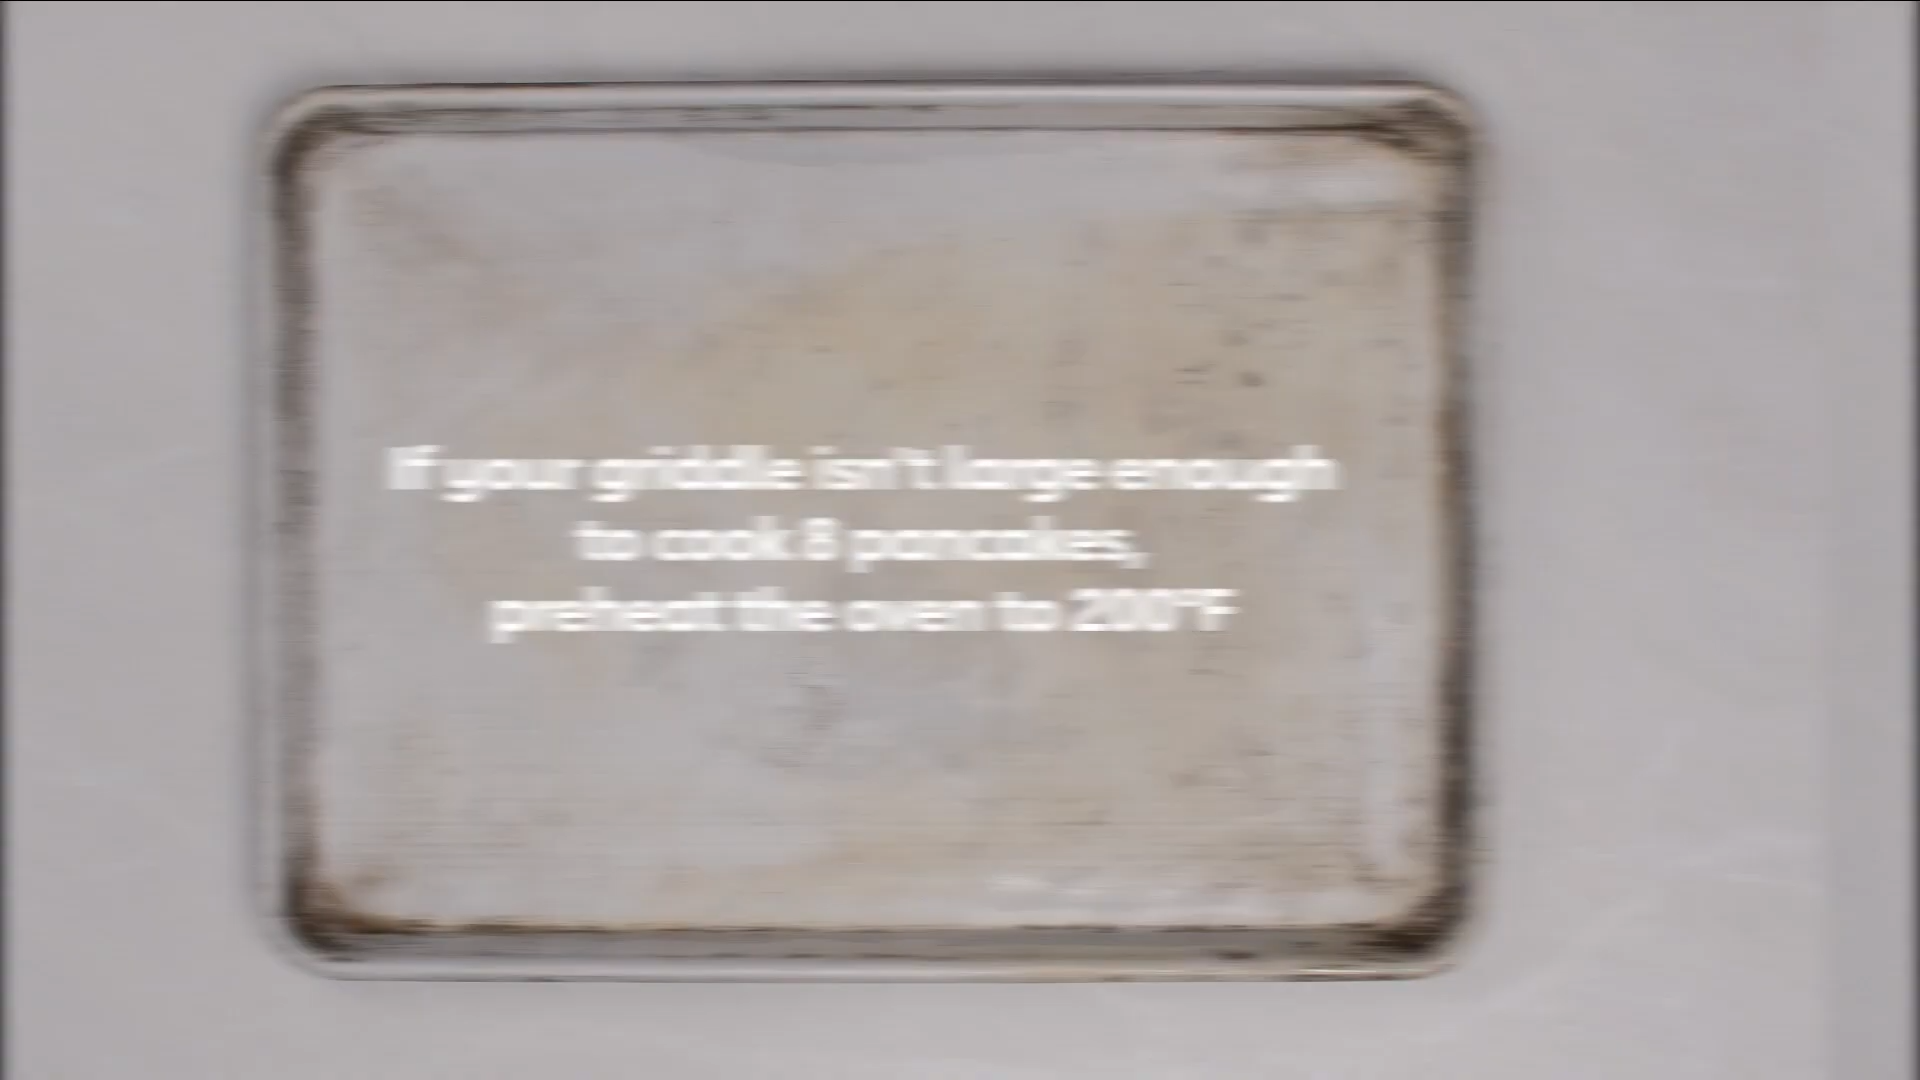 If your griddle isn't large enough
to cook 8 pancakes,
preheat the oven to 200°F